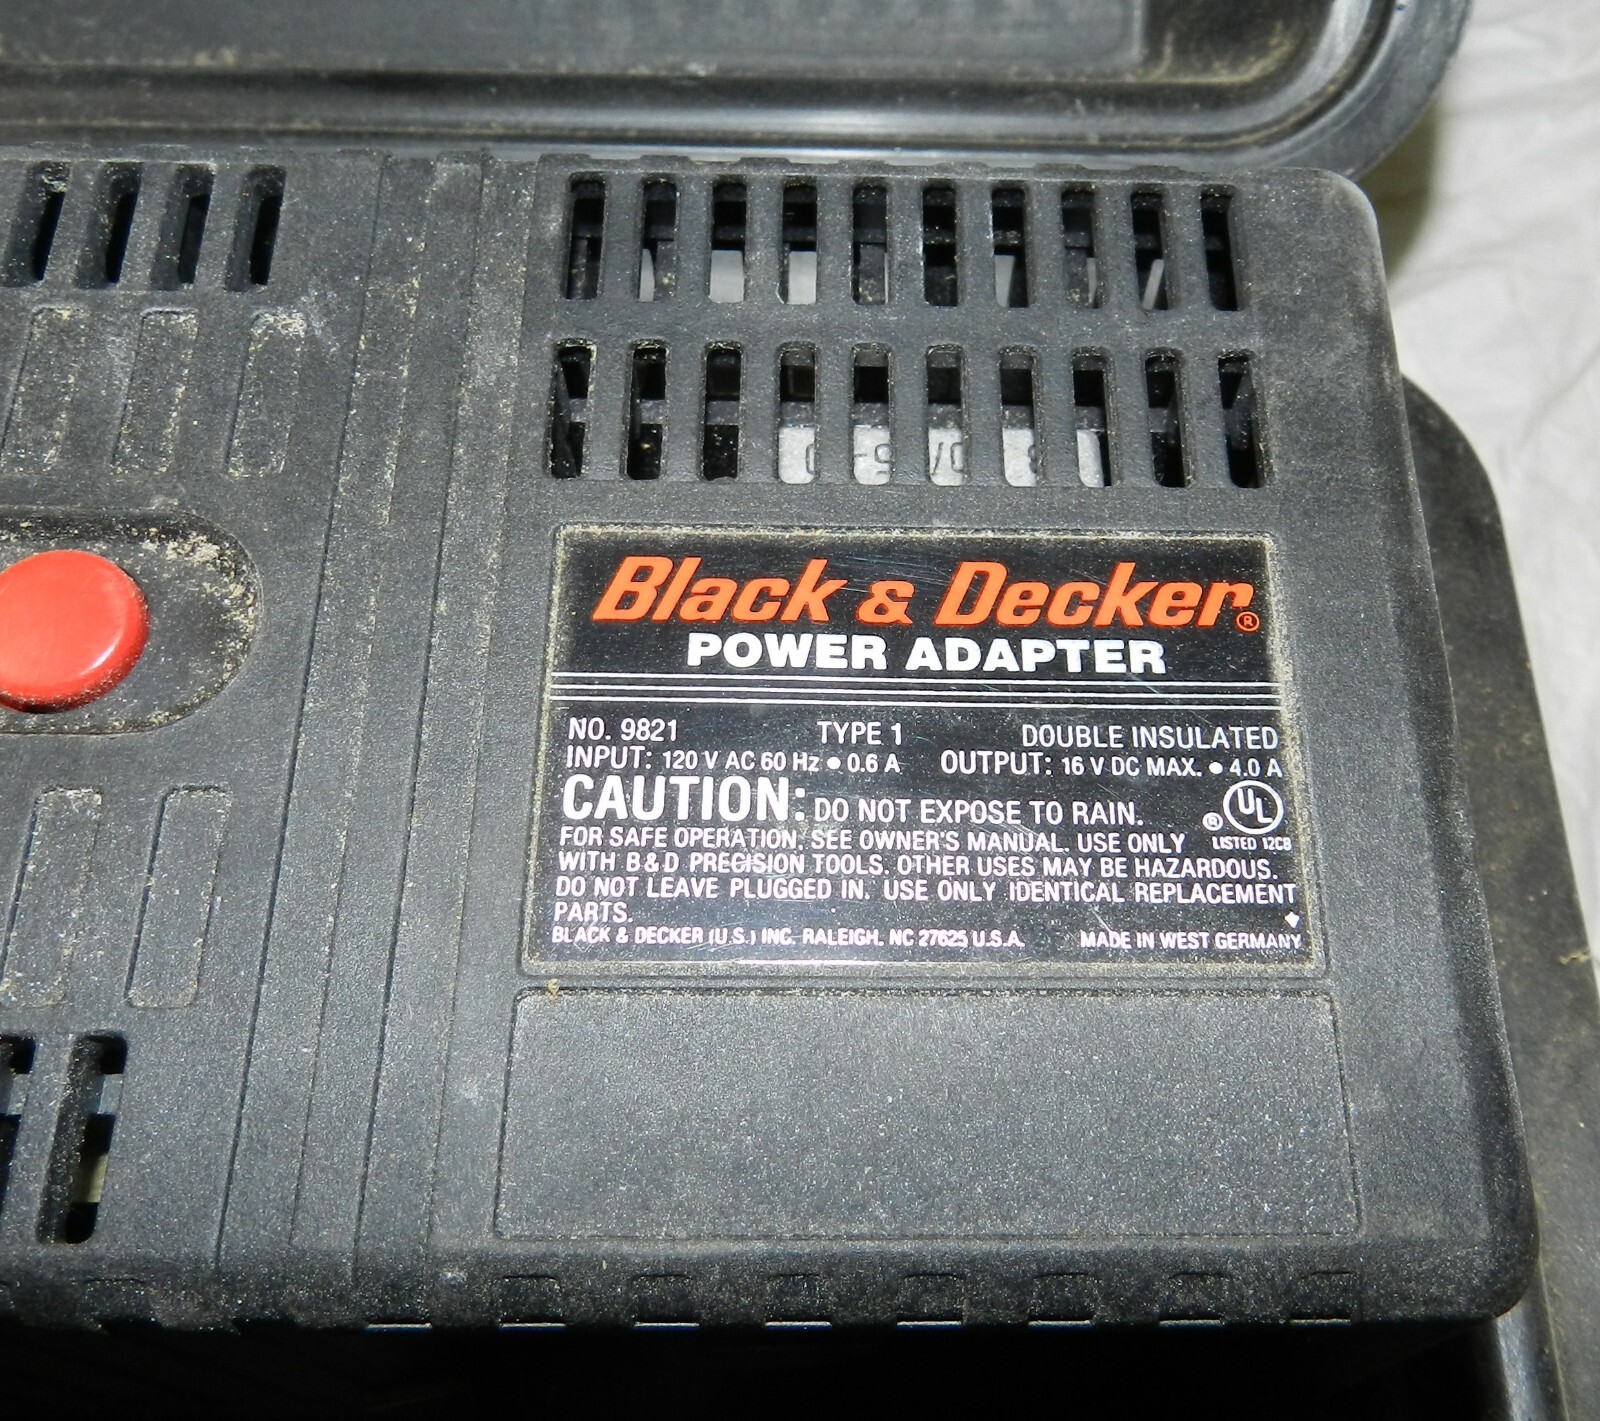 Black & Decker®
POWER ADAPTER
NO. 9821 TYPE 1 DOUBLE INSULATED
INPUT: 120 V AC 60 Hz • 0.6 A OUTPUT: 16 V DC MAX. • 4.0 A
CAUTION: DO NOT EXPOSE TO RAIN. ® UL
FOR SAFE OPERATION, SEE OWNER'S MANUAL. USE ONLY LISTED 12C8
WITH B & D PRECISION TOOLS. OTHER USES MAY BE HAZARDOUS.
DO NOT LEAVE PLUGGED IN. USE ONLY IDENTICAL REPLACEMENT
PARTS.
BLACK & DECKER (U.S.) INC. RALEIGH, NC 27625 U.S.A. MADE IN WEST GERMANY